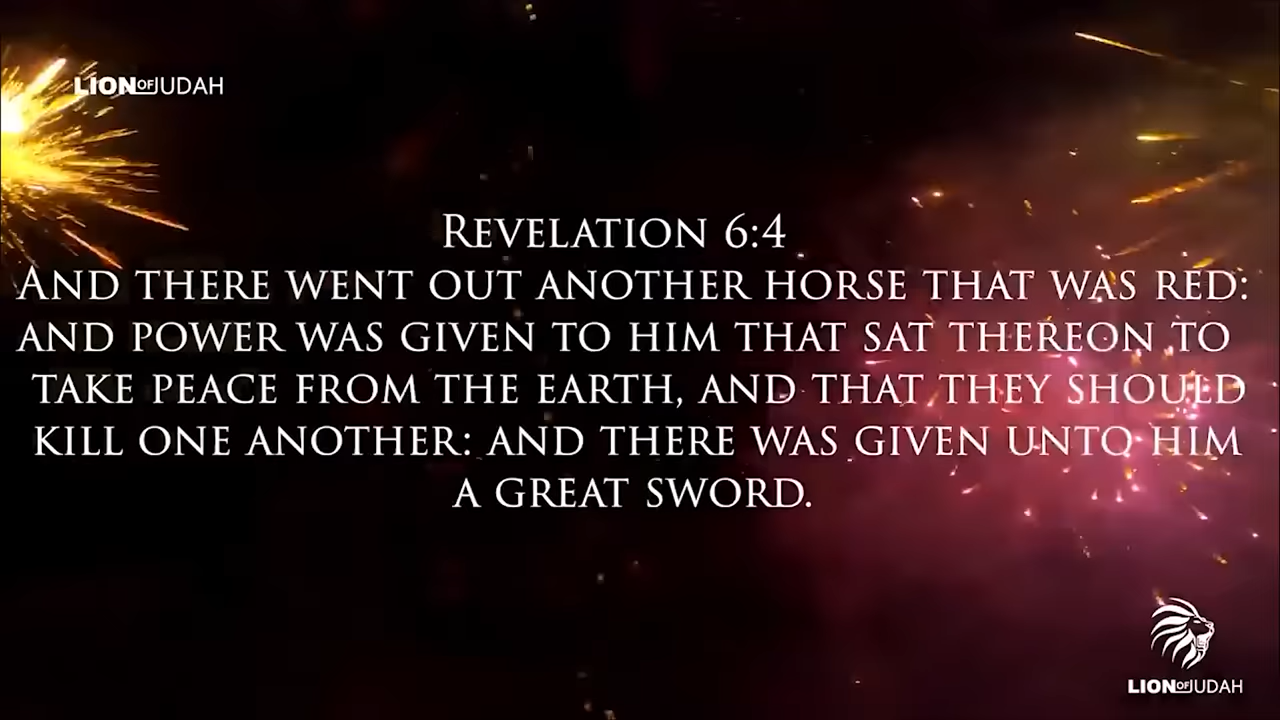 LION OF JUDAH
REVELATION 6:4
AND THERE WENT OUT ANOTHER HORSE THAT WAS RED:
AND POWER WAS GIVEN TO HIM THAT SAT THEREON TO
TAKE PEACE FROM THE EARTH, AND THAT THEY SHOULD
KILL ONE ANOTHER: AND THERE WAS GIVEN UNTO HIM
A GREAT SWORD.
LION OF JUDAH